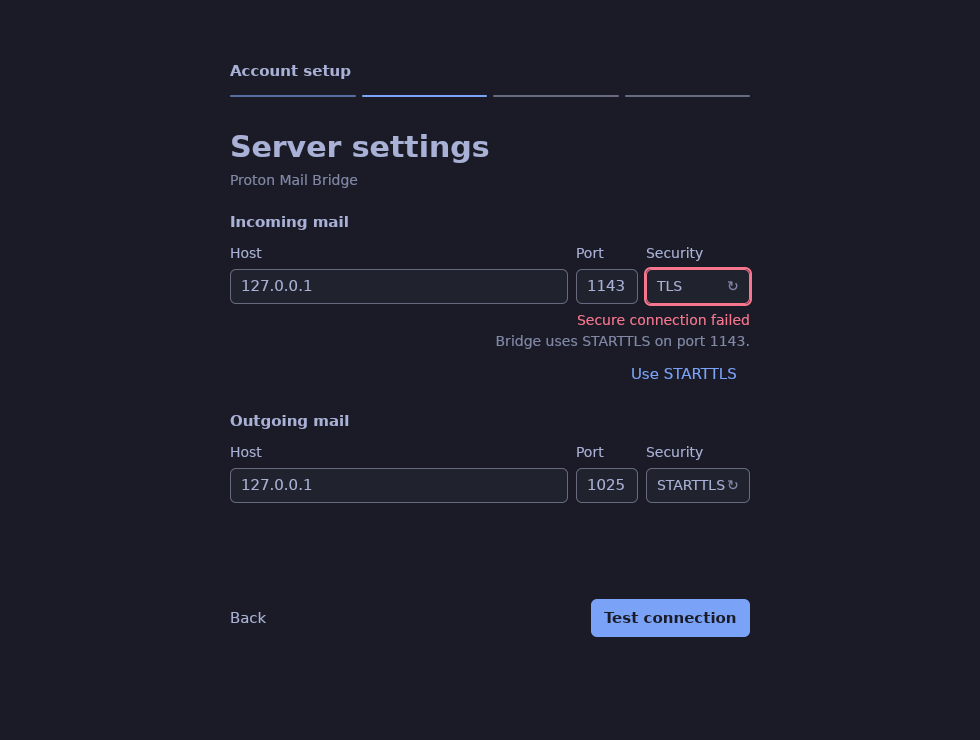 Account setup
Server settings
Proton Mail Bridge
Incoming mail
Host Port Security
127.0.0.1 1143 TLS ↻
Secure connection failed
Bridge uses STARTTLS on port 1143.
Use STARTTLS
Outgoing mail
Host Port Security
127.0.0.1 1025 STARTTLS ↻
Back Test connection